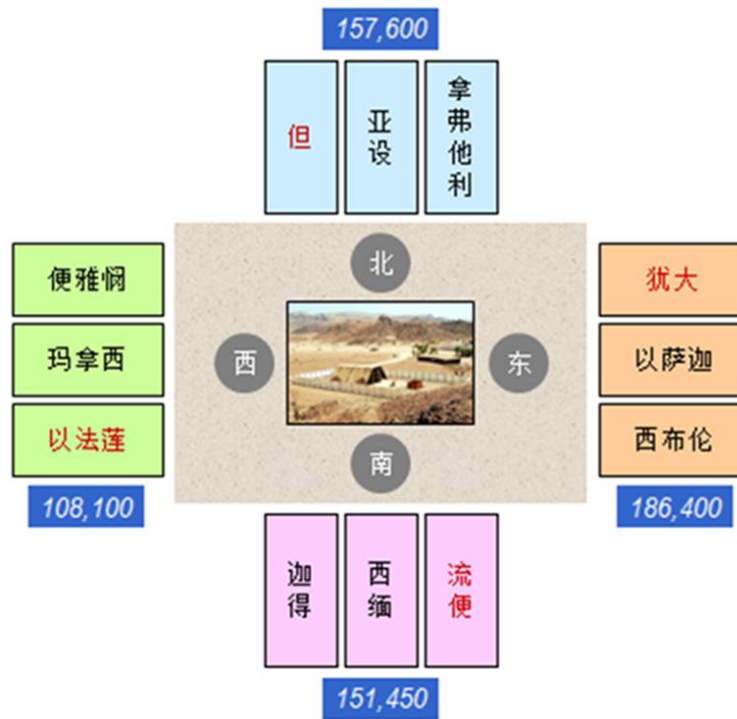 157,600
但
亚设
拿弗他利
便雅悯
玛拿西
以法莲
108,100
北
西
东
南
犹大
以萨迦
西布伦
186,400
迦得
西缅
流便
151,450